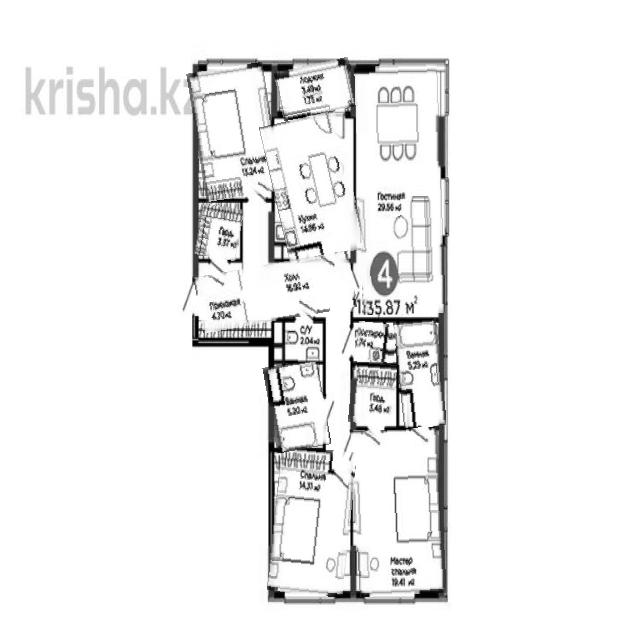 krisha.kz
Лоджия
3.49м2
1.75 м2
Спальня
13.24 м2
Гостиная
29.56 м2
Кухня
14.96 м2
Гард.
3.37 м2
Холл
16.92 м2
4
135.87 м2
Прихожая
4.70 м2
С/У
2.04 м2
Постирочная
1.74 м2
Ванная
5.29 м2
Гард.
3.48 м2
Ванная
5.20 м2
Спальня
14.31 м2
Мастер
спальня
19.41 м2